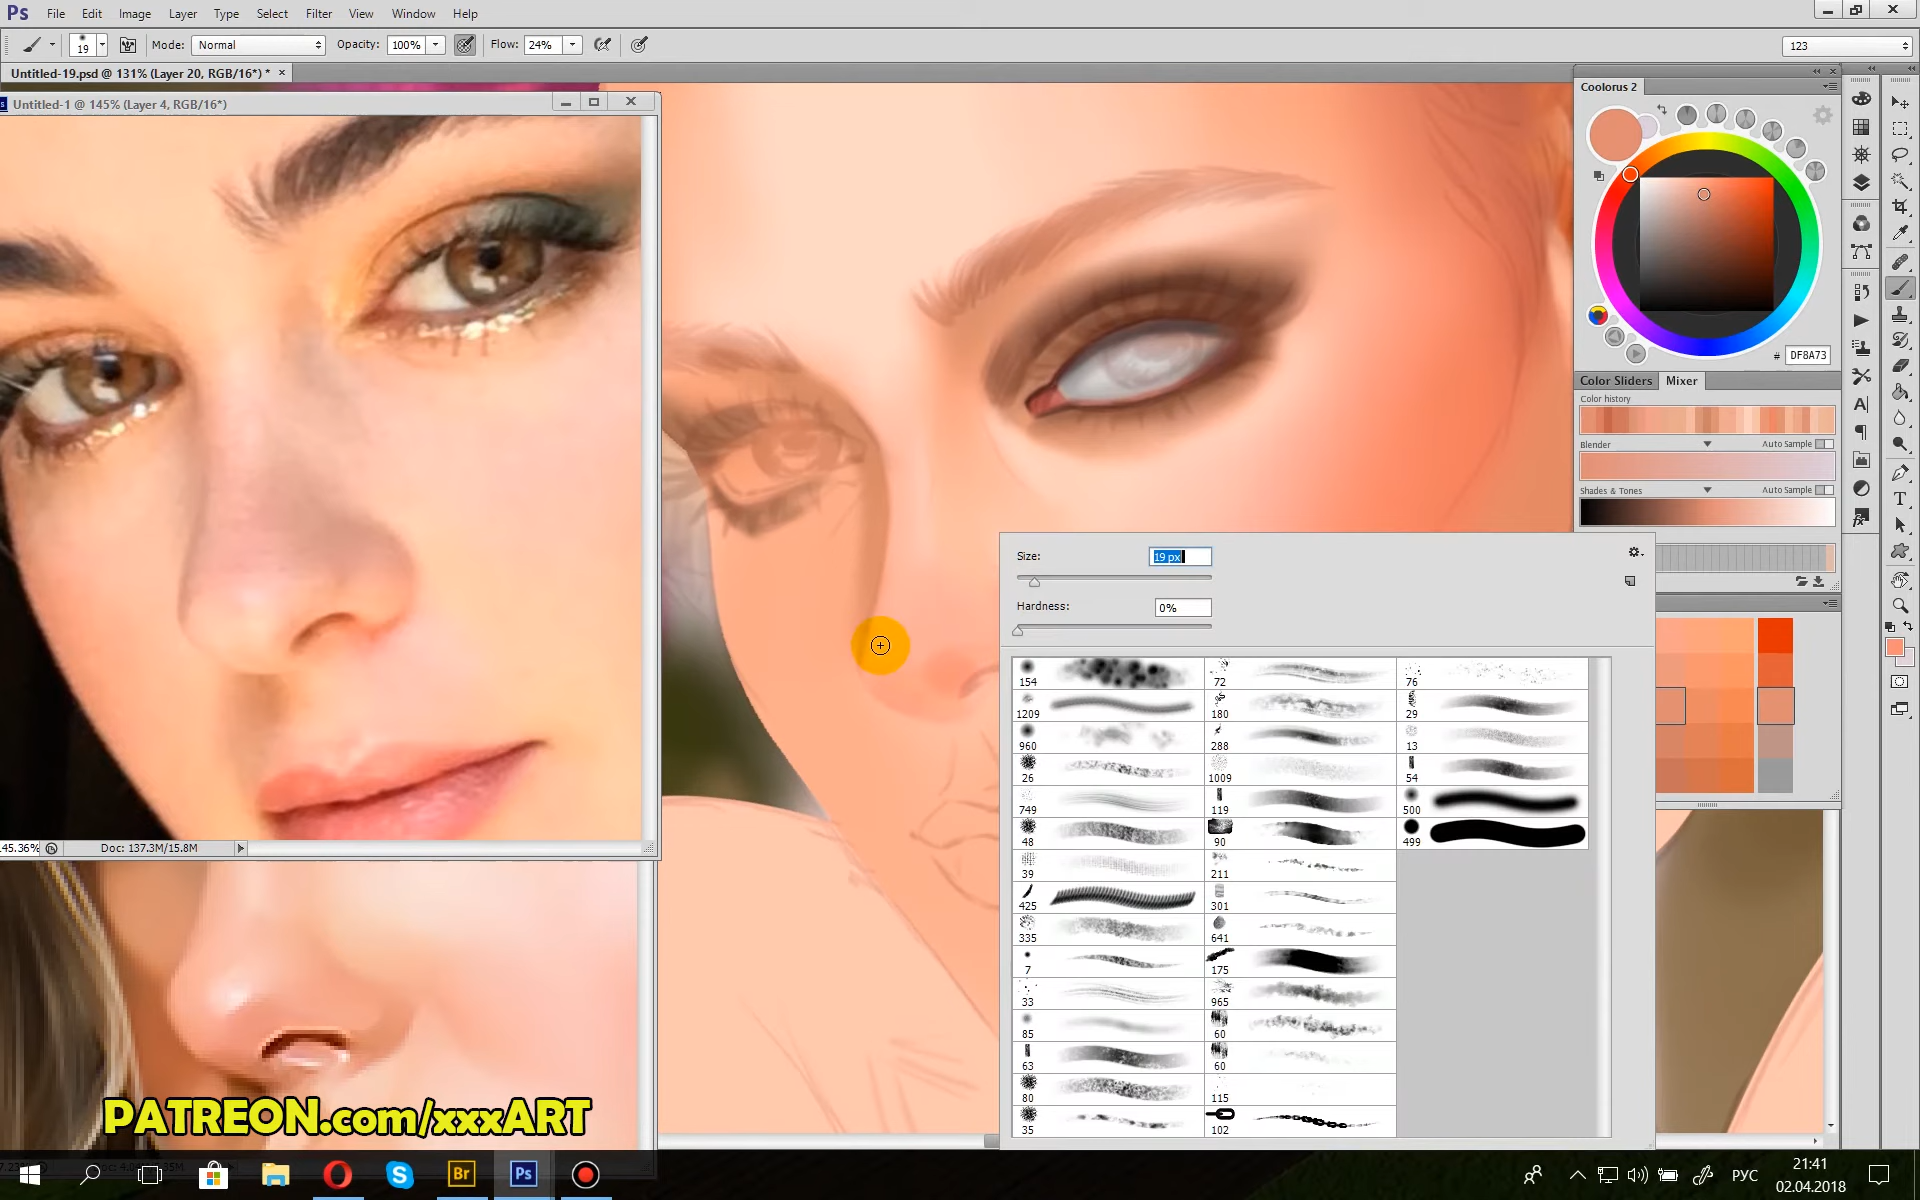 Ps File Edit Image Layer Type Select Filter 3D View Window Help
19 Mode: Normal Opacity: 100% Flow: 24% 123
Untitled-19.psd @ 131% (Layer 20, RGB/16*) * ×
Untitled-1 @ 145% (Layer 4, RGB/16*)
Coolorus 2
# DF8A73
Color Sliders Mixer
Color history
Blender Auto Sample
Shades & Tones Auto Sample
Size: 19 px
Hardness: 0%
154 72 76
1209 180 29
960 288 13
26 1009 54
749 119 500
48 90 499
39 211
425 301
335 641
7 175
33 965
85 60
63 60
80 115
35 102
45.36% Doc: 137.3M/15.8M
PATREON.com/xxxART
Br Ps
РУС 21:41
02.04.2018